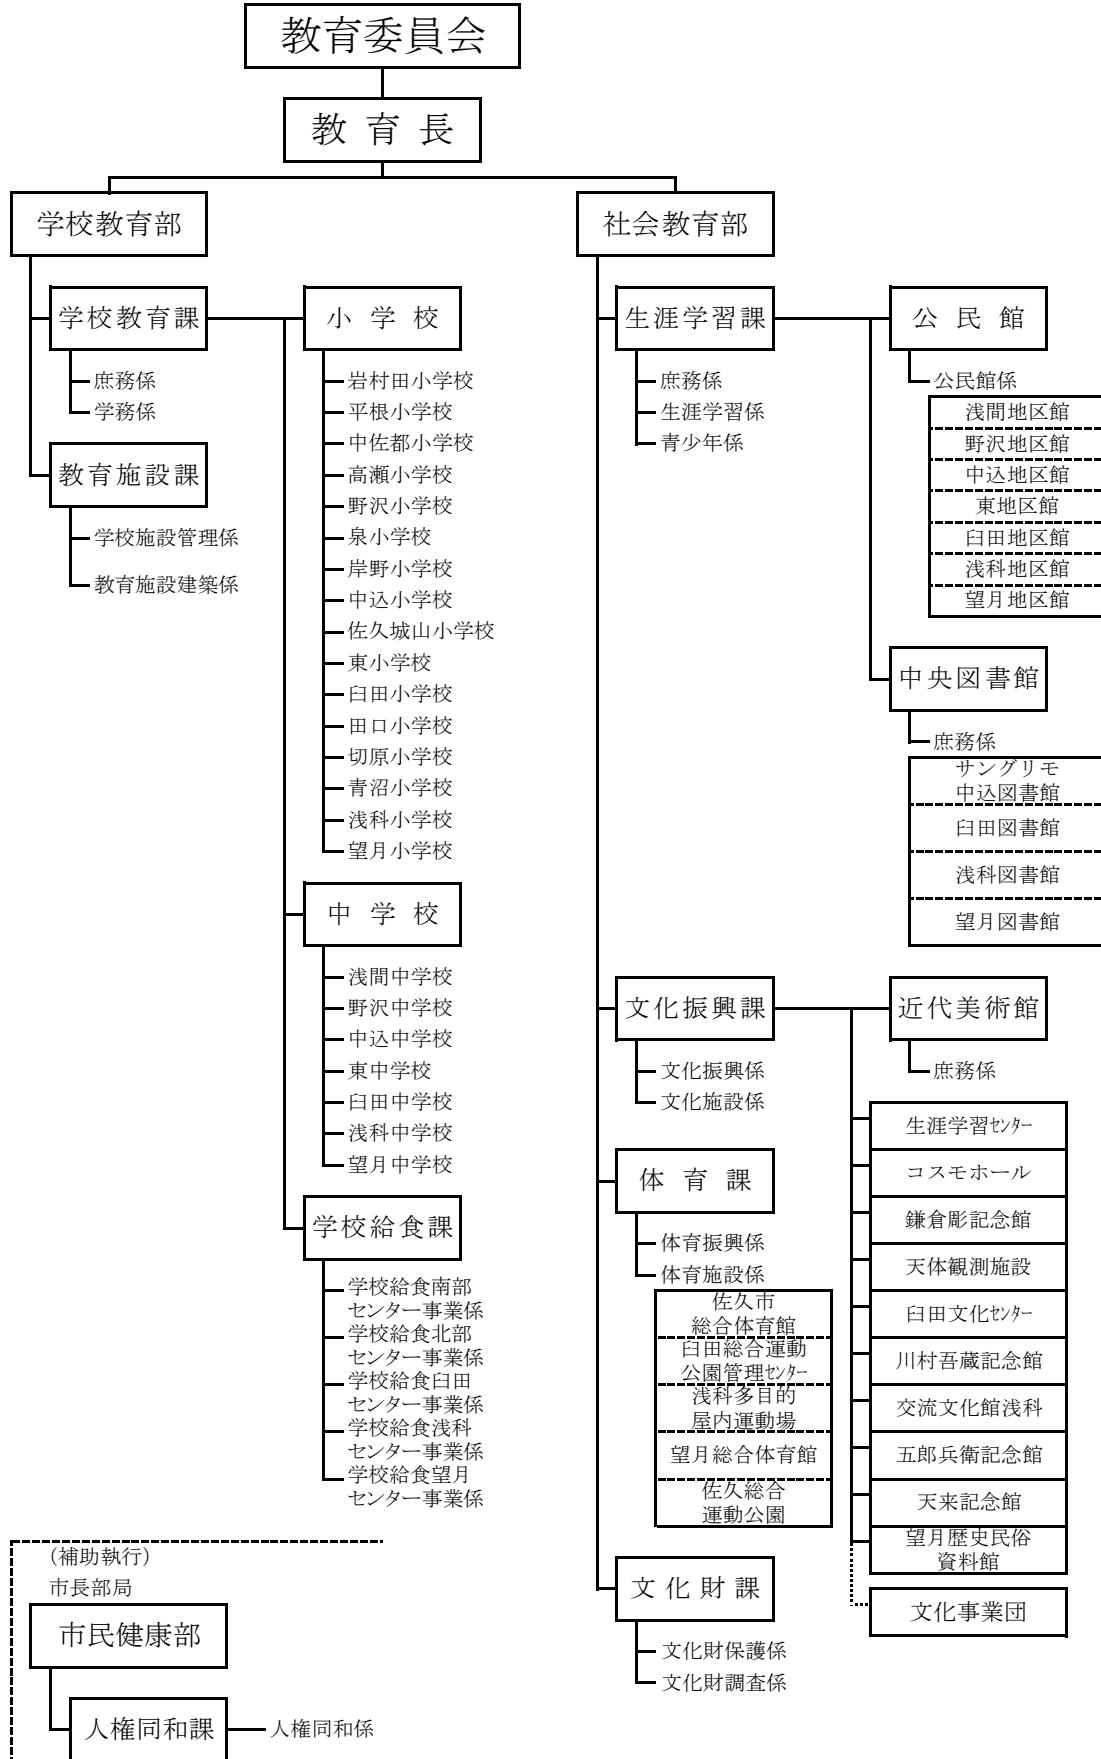 教育委員会
教育長
学校教育部
学校教育課
庶務係
学務係
教育施設課
学校施設管理係
教育施設建築係
小学校
岩村田小学校
平根小学校
中佐都小学校
高瀬小学校
野沢小学校
泉小学校
岸野小学校
中込小学校
佐久城山小学校
東小学校
臼田小学校
田口小学校
切原小学校
青沼小学校
浅科小学校
望月小学校
中学校
浅間中学校
野沢中学校
中込中学校
東中学校
臼田中学校
浅科中学校
望月中学校
学校給食課
学校給食南部
センター事業係
学校給食北部
センター事業係
学校給食臼田
センター事業係
学校給食浅科
センター事業係
学校給食望月
センター事業係
社会教育部
生涯学習課
庶務係
生涯学習係
青少年係
公民館
公民館係
浅間地区館
野沢地区館
中込地区館
東地区館
臼田地区館
浅科地区館
望月地区館
中央図書館
庶務係
サングリモ
中込図書館
臼田図書館
浅科図書館
望月図書館
文化振興課
文化振興係
文化施設係
近代美術館
庶務係
生涯学習ｾﾝﾀｰ
コスモホール
鎌倉彫記念館
天体観測施設
臼田文化ｾﾝﾀｰ
川村吾蔵記念館
交流文化館浅科
五郎兵衛記念館
天来記念館
望月歴史民俗
資料館
文化事業団
体育課
体育振興係
体育施設係
佐久市
総合体育館
臼田総合運動
公園管理ｾﾝﾀｰ
浅科多目的
屋内運動場
望月総合体育館
佐久総合
運動公園
文化財課
文化財保護係
文化財調査係
(補助執行)
市長部局
市民健康部
人権同和課
人権同和係